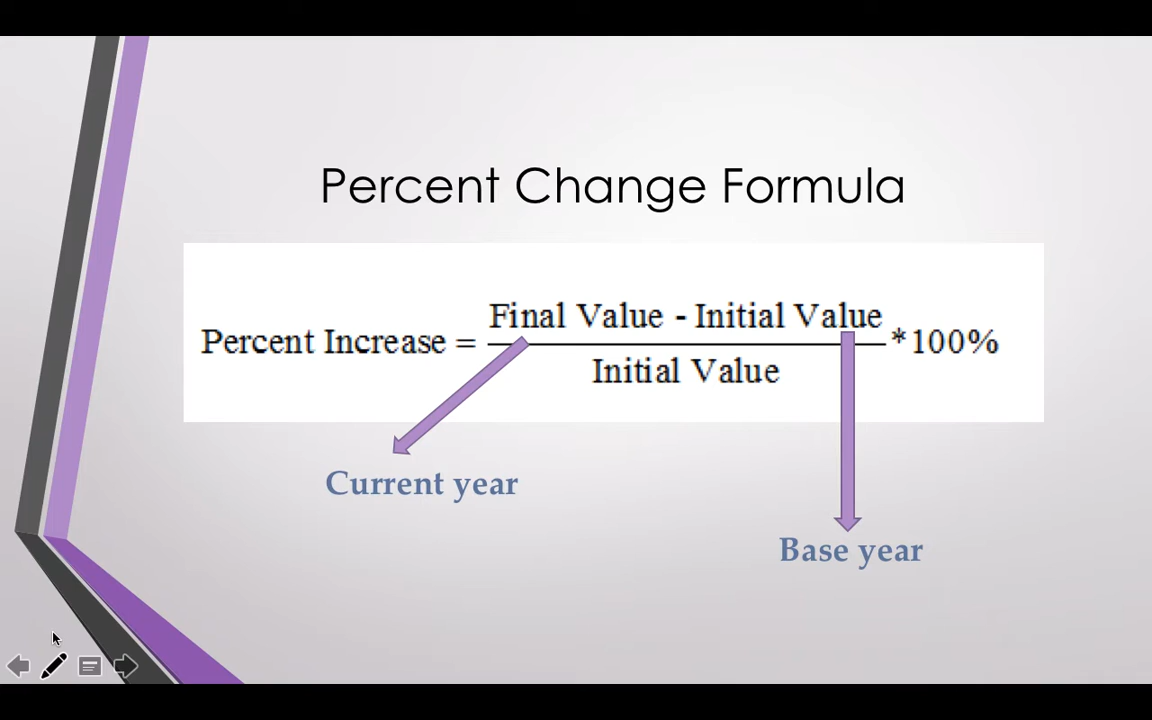 Percent Change Formula
Final Value - Initial Value
Percent Increase = *100%
Initial Value
Current year
Base year